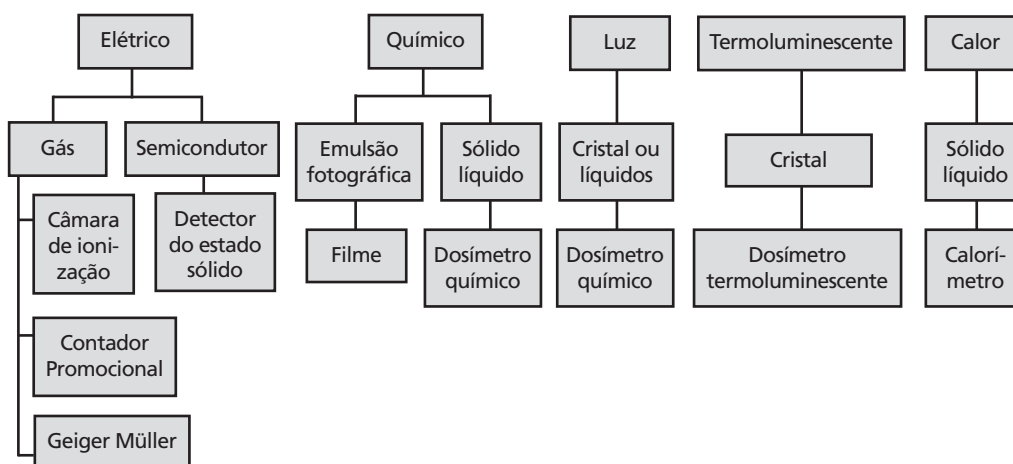 Elétrico
Químico
Luz
Termoluminescente
Calor
Gás
Semicondutor
Emulsão
fotográfica
Sólido
líquido
Cristal ou
líquidos
Cristal
Sólido
líquido
Câmara
de ioni-
zação
Detector
do estado
sólido
Filme
Dosímetro
químico
Dosímetro
químico
Dosímetro
termoluminescente
Calorí-
metro
Contador
Promocional
Geiger Müller